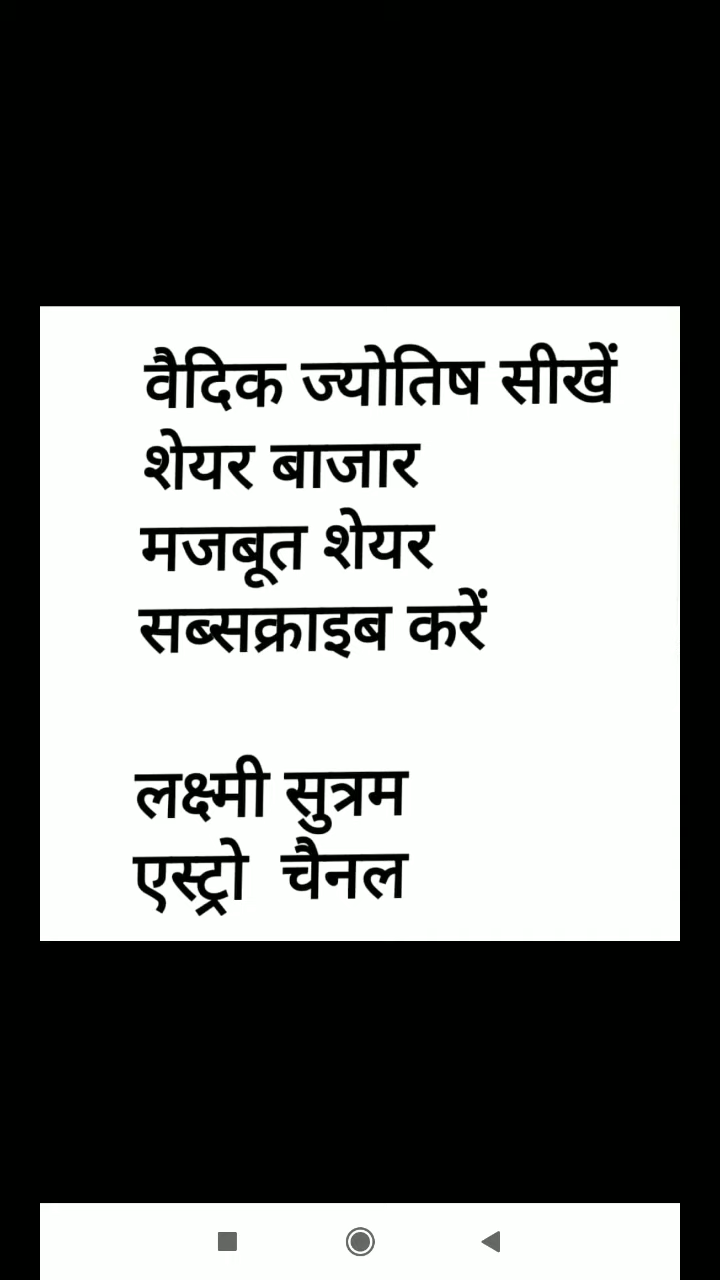 वैदिक ज्योतिष सीखें
शेयर बाजार
मजबूत शेयर
सब्सक्राइब करें
लक्ष्मी सुत्रम
एस्ट्रो चैनल